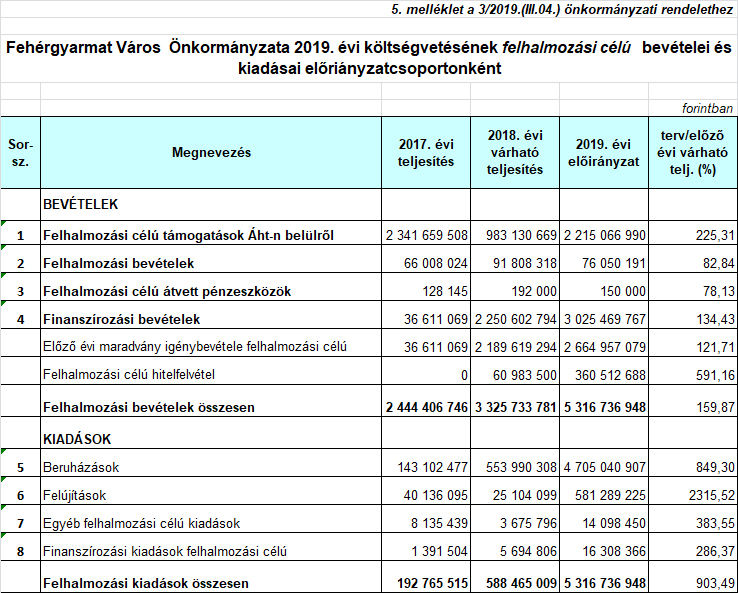 5. melléklet a 3/2019.(III.04.) önkormányzati rendelethez
Fehérgyarmat Város Önkormányzata 2019. évi költségvetésének felhalmozási célú bevételei és
kiadásai előriányzatcsoportonként
forintban
Sor-sz. Megnevezés 2017. évi teljesítés 2018. évi várható teljesítés 2019. évi előirányzat terv/előző évi várható telj. (%)
BEVÉTELEK
1 Felhalmozási célú támogatások Áht-n belülről 2 341 659 508 983 130 669 2 215 066 990 225,31
2 Felhalmozási bevételek 66 008 024 91 808 318 76 050 191 82,84
3 Felhalmozási célú átvett pénzeszközök 128 145 192 000 150 000 78,13
4 Finanszírozási bevételek 36 611 069 2 250 602 794 3 025 469 767 134,43
Előző évi maradvány igénybevétele felhalmozási célú 36 611 069 2 189 619 294 2 664 957 079 121,71
Felhalmozási célú hitelfelvétel 0 60 983 500 360 512 688 591,16
Felhalmozási bevételek összesen 2 444 406 746 3 325 733 781 5 316 736 948 159,87
KIADÁSOK
5 Beruházások 143 102 477 553 990 308 4 705 040 907 849,30
6 Felújítások 40 136 095 25 104 099 581 289 225 2315,52
7 Egyéb felhalmozási célú kiadások 8 135 439 3 675 796 14 098 450 383,55
8 Finanszírozási kiadások felhalmozási célú 1 391 504 5 694 806 16 308 366 286,37
Felhalmozási kiadások összesen 192 765 515 588 465 009 5 316 736 948 903,49